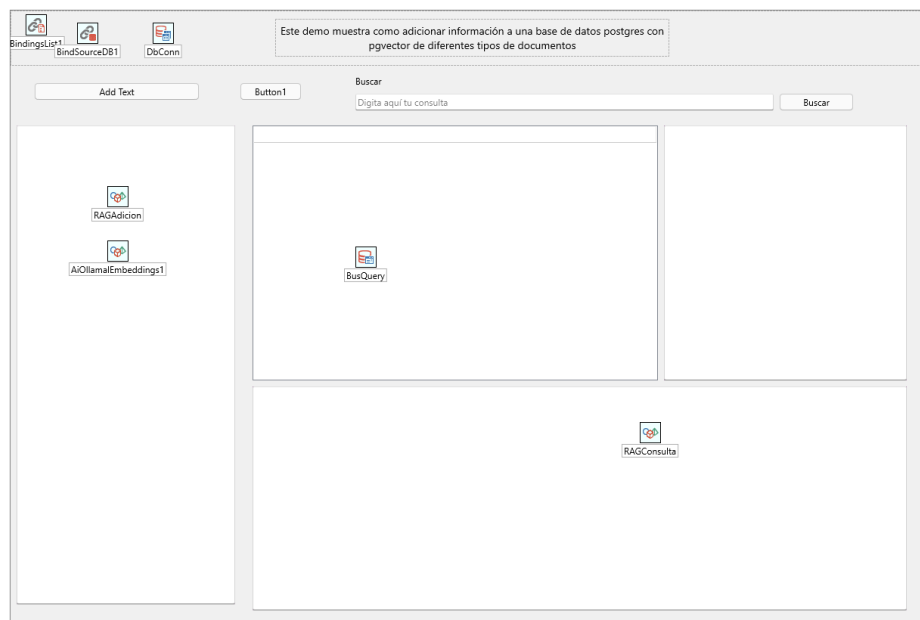 BindingsList1
BindSourceDB1
DbConn
Este demo muestra como adicionar información a una base de datos postgres con
pgvector de diferentes tipos de documentos
Buscar
Add Text
Button1
Digita aquí tu consulta
Buscar
RAGAdicion
AiOllamalEmbeddings1
BusQuery
RAGConsulta